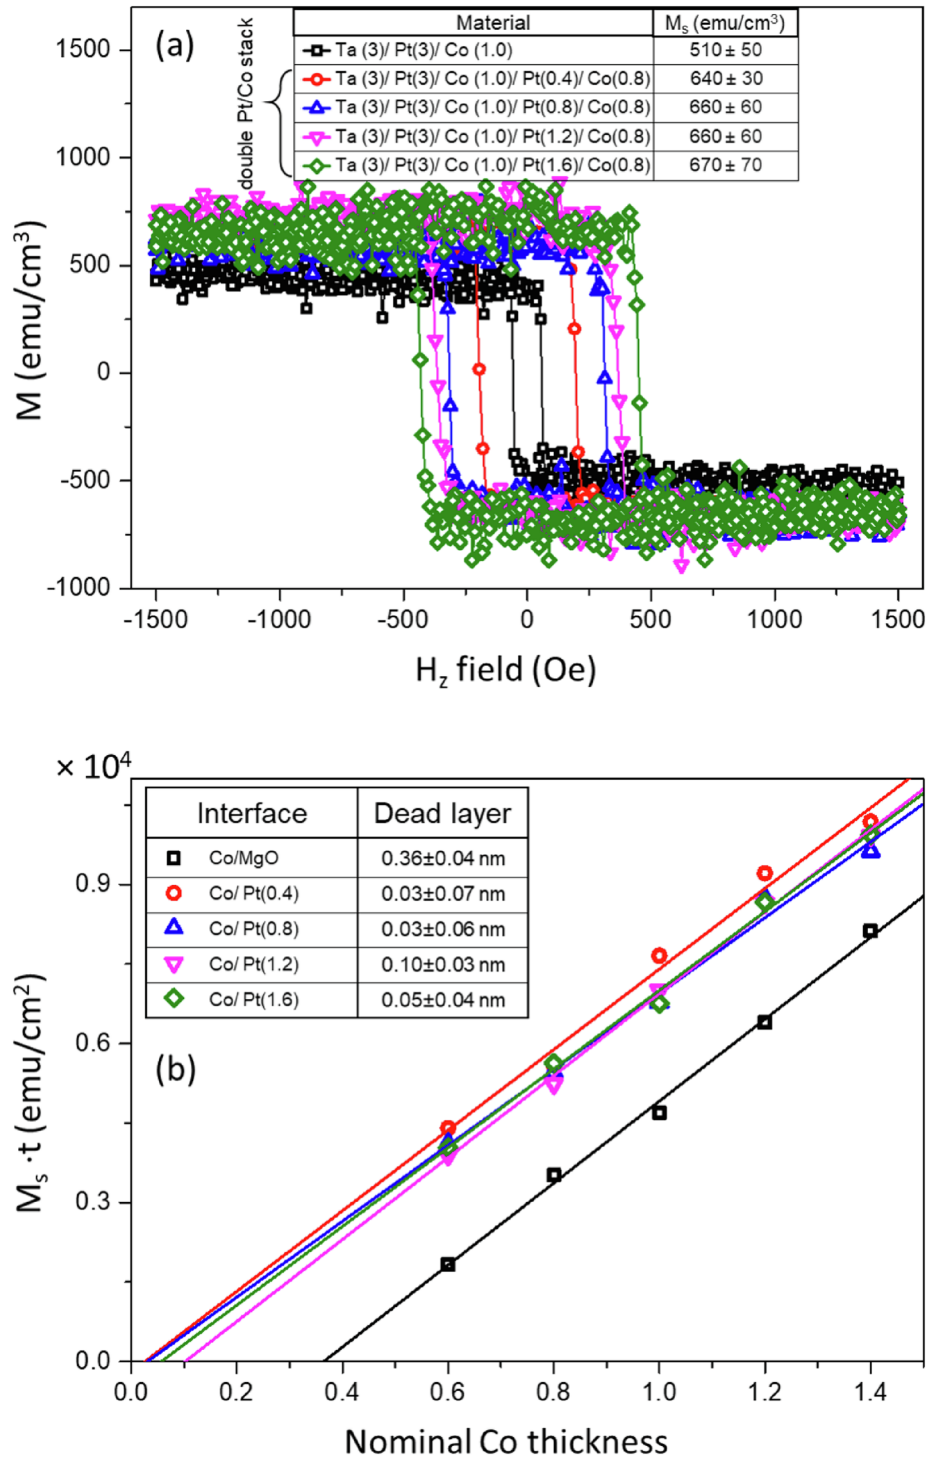 (a)
Material Mₛ (emu/cm³)
Ta (3)/ Pt(3)/ Co (1.0) 510 ± 50
Ta (3)/ Pt(3)/ Co (1.0)/ Pt(0.4)/ Co(0.8) 640 ± 30
Ta (3)/ Pt(3)/ Co (1.0)/ Pt(0.8)/ Co(0.8) 660 ± 60
Ta (3)/ Pt(3)/ Co (1.0)/ Pt(1.2)/ Co(0.8) 660 ± 60
Ta (3)/ Pt(3)/ Co (1.0)/ Pt(1.6)/ Co(0.8) 670 ± 70
double Pt/Co stack
1500
1000
500
0
-500
-1000
M (emu/cm³)
-1500 -1000 -500 0 500 1000 1500
H_z field (Oe)
× 10⁴
Interface Dead layer
Co/MgO 0.36±0.04 nm
Co/ Pt(0.4) 0.03±0.07 nm
Co/ Pt(0.8) 0.03±0.06 nm
Co/ Pt(1.2) 0.10±0.03 nm
Co/ Pt(1.6) 0.05±0.04 nm
(b)
0.9
0.6
0.3
0.0
Mₛ ·t (emu/cm²)
0.0 0.2 0.4 0.6 0.8 1.0 1.2 1.4
Nominal Co thickness